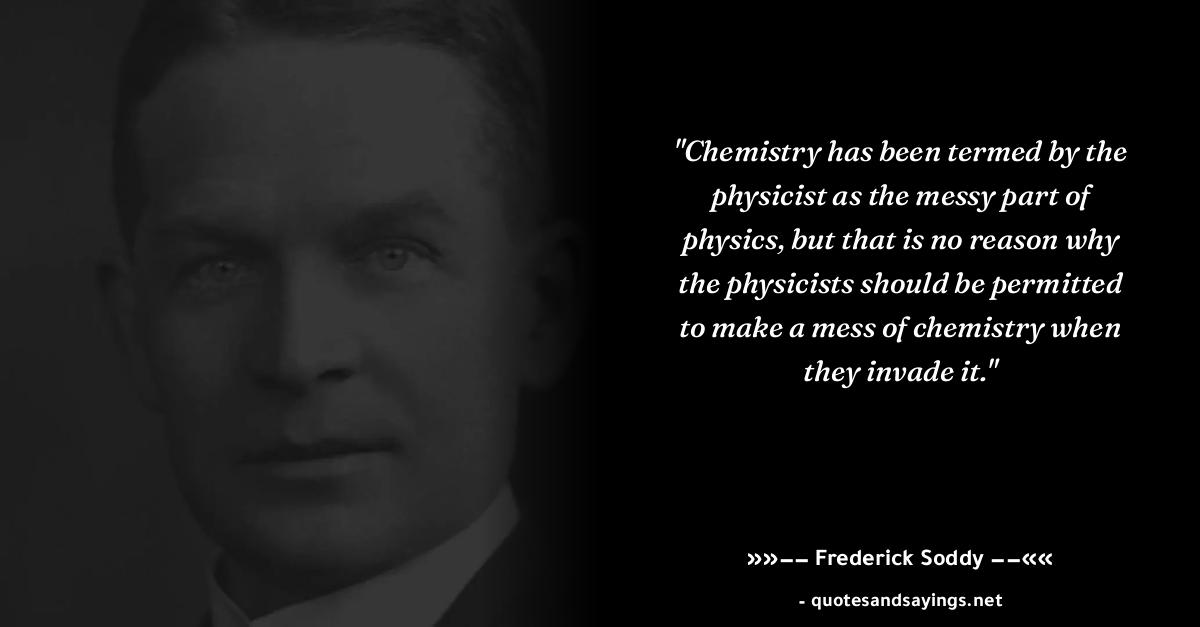 "Chemistry has been termed by the
physicist as the messy part of
physics, but that is no reason why
the physicists should be permitted
to make a mess of chemistry when
they invade it."
»»–– Frederick Soddy ––««
- quotesandsayings.net